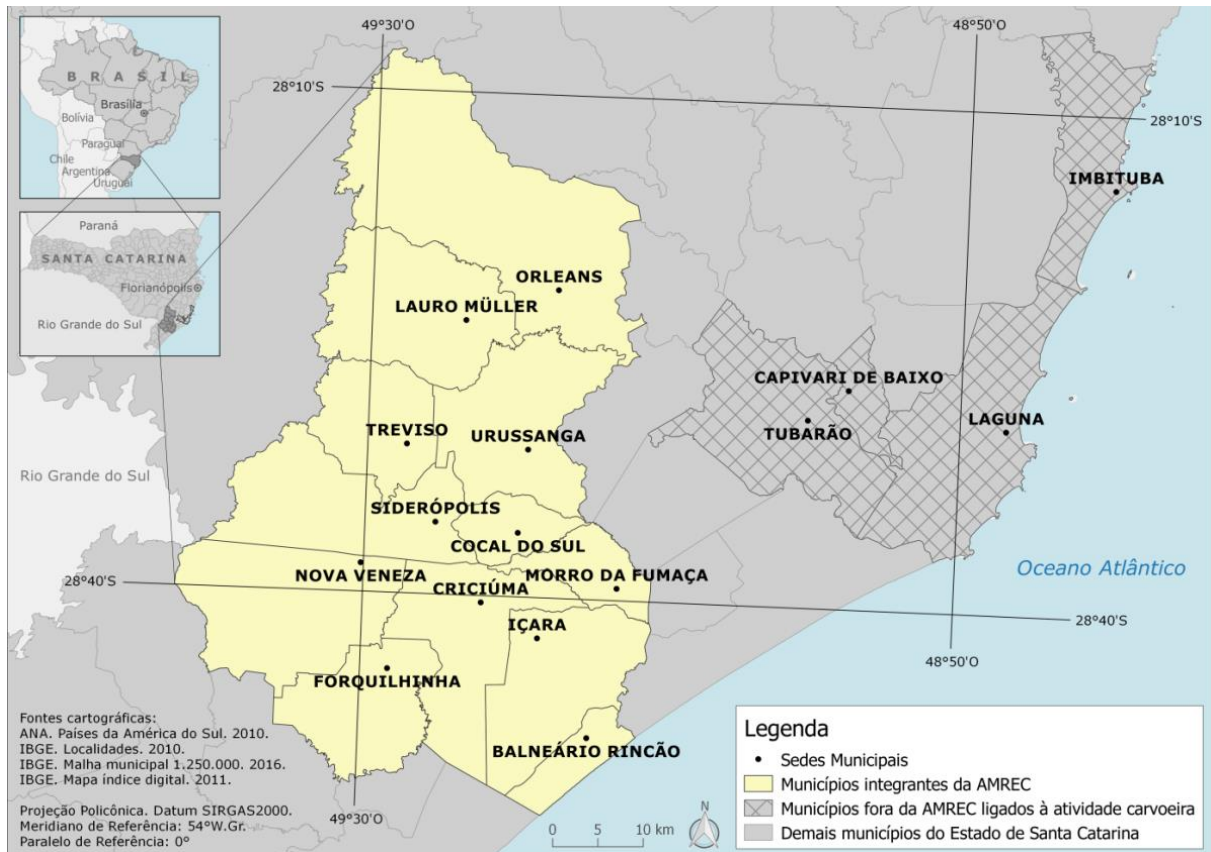 49°30'O
48°50'O
B R A S I L
Brasília
Bolívia
Paraguai
Chile
Argentina
Uruguai
28°10'S
28°10'S
IMBITUBA
Paraná
SANTA CATARINA
Florianópolis
Rio Grande do Sul
ORLEANS
LAURO MÜLLER
CAPIVARI DE BAIXO
TUBARÃO
LAGUNA
TREVISO
URUSSANGA
Rio Grande do Sul
SIDERÓPOLIS
COCAL DO SUL
NOVA VENEZA
MORRO DA FUMAÇA
28°40'S
CRICIÚMA
Oceano Atlântico
IÇARA
28°40'S
48°50'O
FORQUILHINHA
BALNEÁRIO RINCÃO
49°30'O
Fontes cartográficas:
ANA. Países da América do Sul. 2010.
IBGE. Localidades. 2010.
IBGE. Malha municipal 1.250.000. 2016.
IBGE. Mapa índice digital. 2011.
Projeção Policônica. Datum SIRGAS2000.
Meridiano de Referência: 54°W.Gr.
Paralelo de Referência: 0°
0 5 10 km
N
Legenda
Sedes Municipais
Municípios integrantes da AMREC
Municípios fora da AMREC ligados à atividade carvoeira
Demais municípios do Estado de Santa Catarina